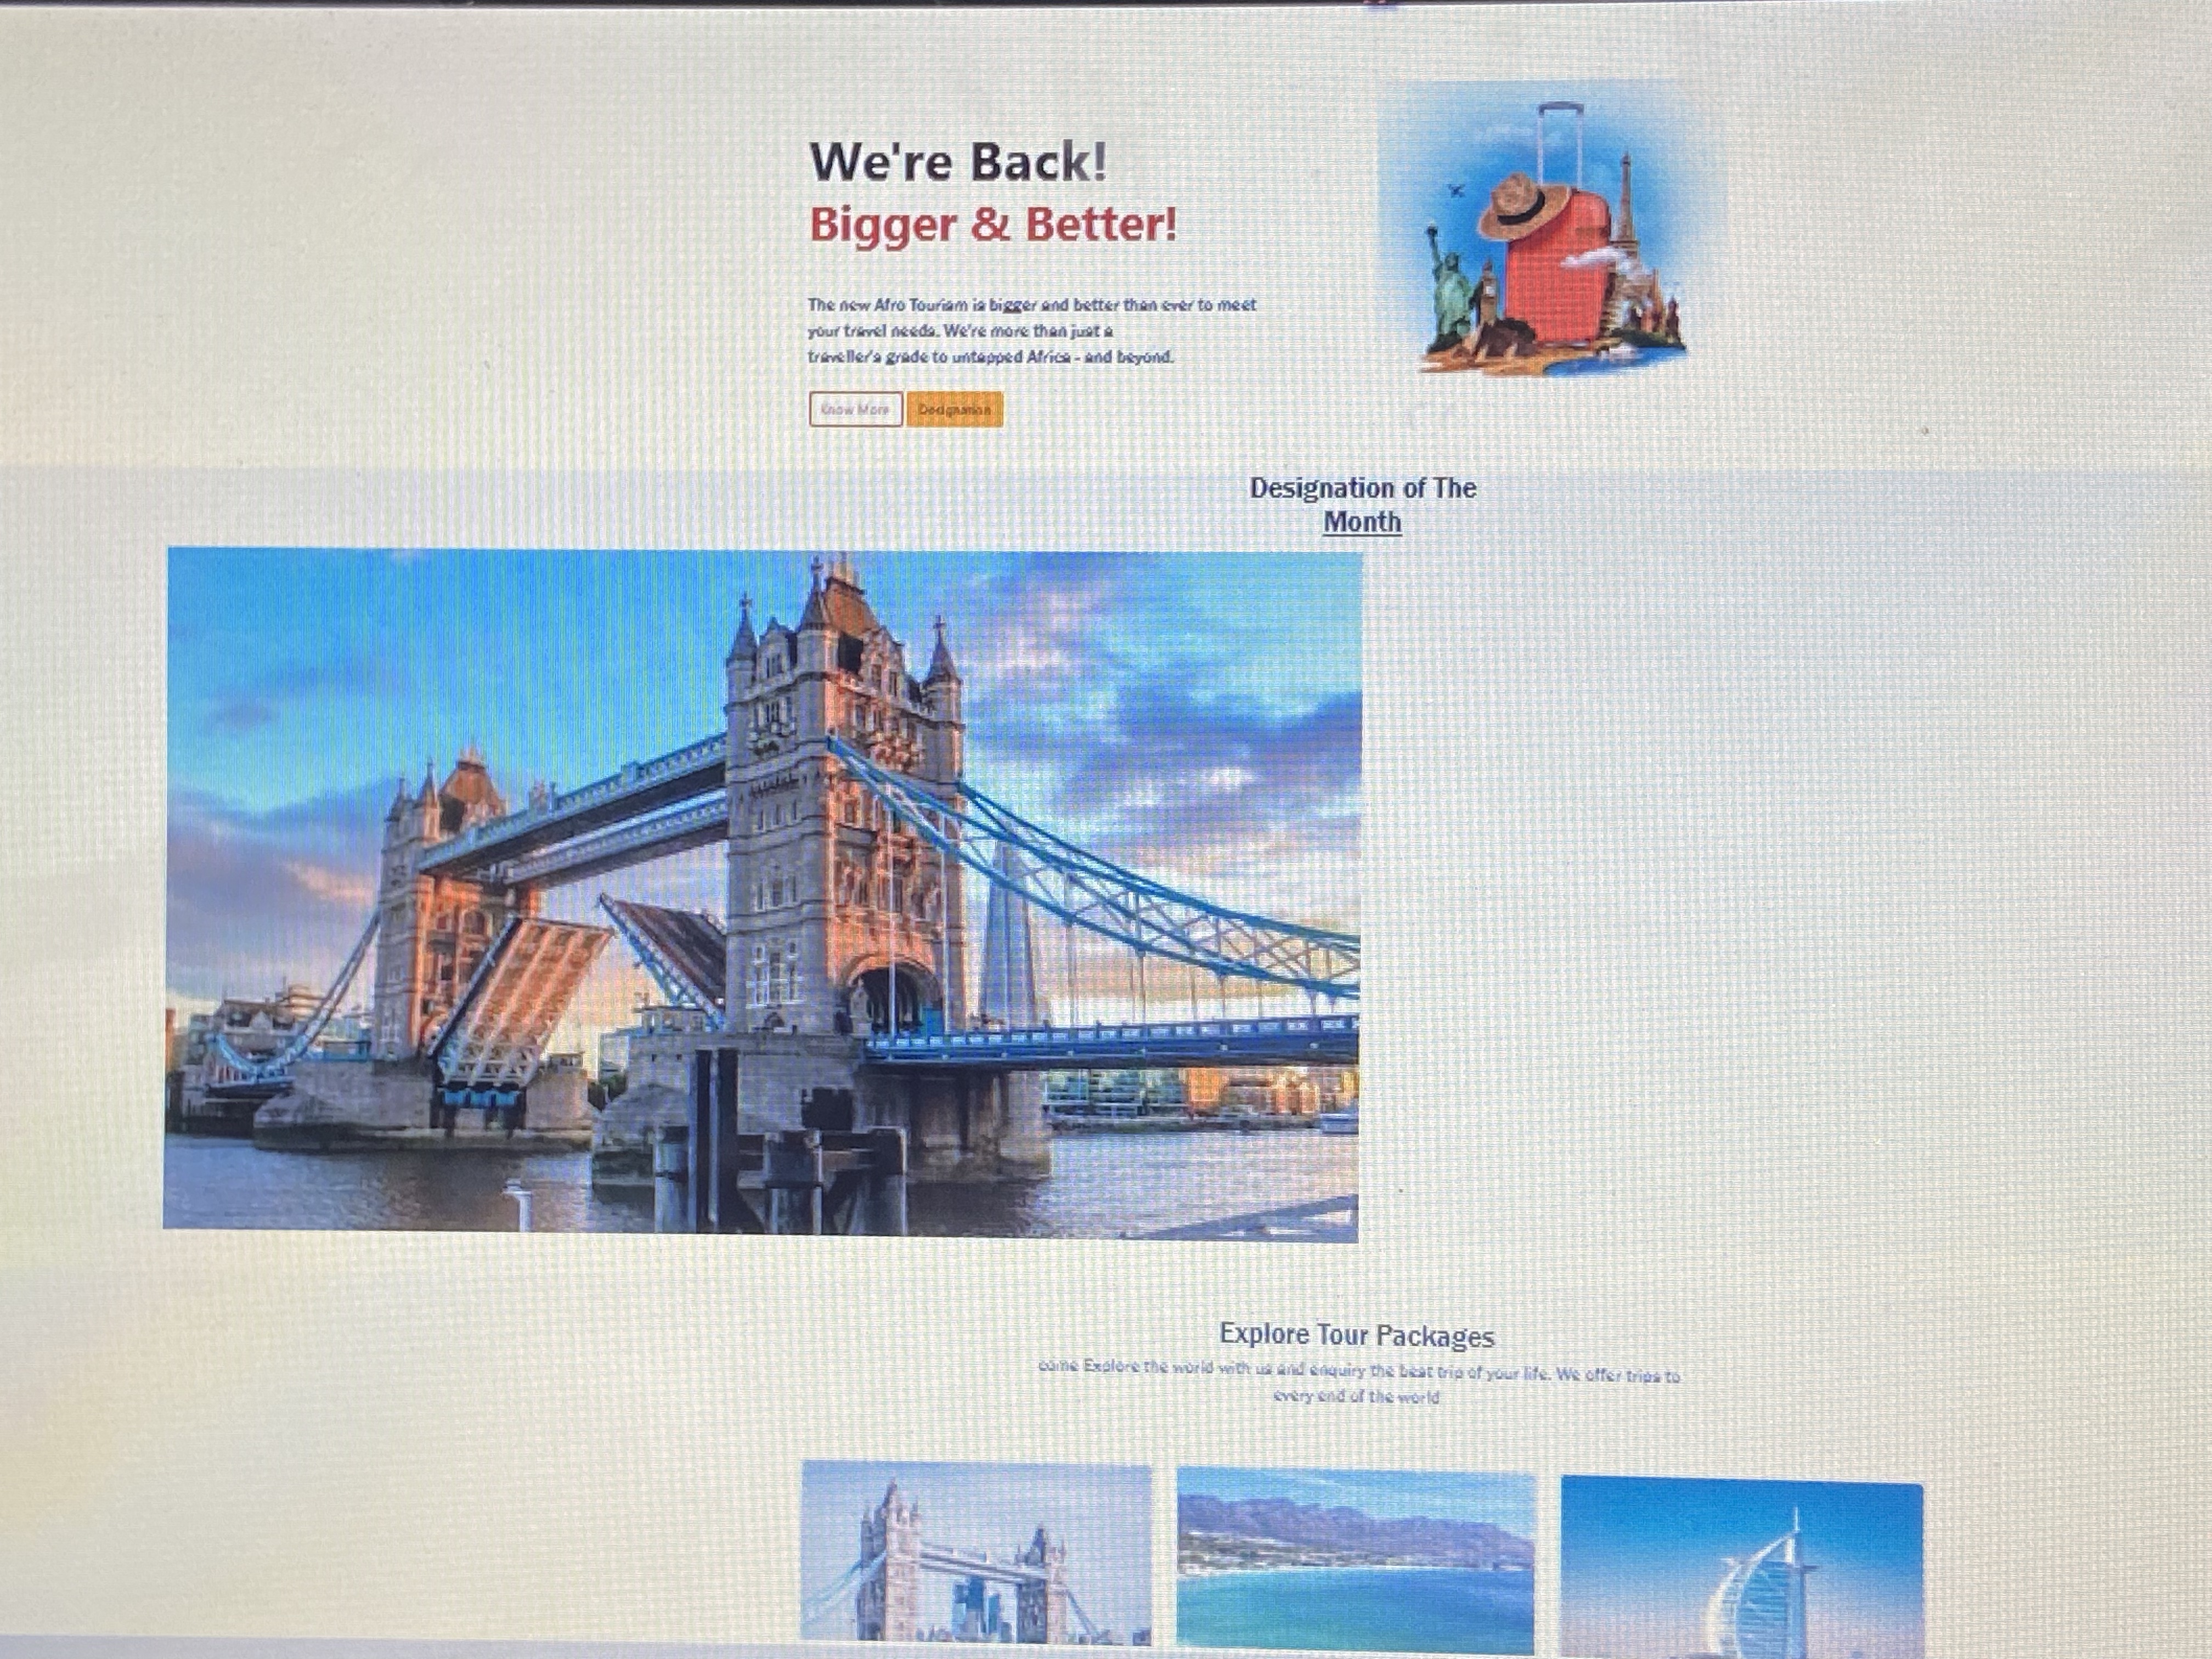 We're Back!
Bigger & Better!
The new Afro Tourism is bigger and better than ever to meet
your travel needs. We're more than just a
traveller's grade to untapped Africa - and beyond.
Know More
Designation
Designation of The
Month
Explore Tour Packages
come Explore the world with us and enquiry the best trip of your life. We offer trips to
every end of the world